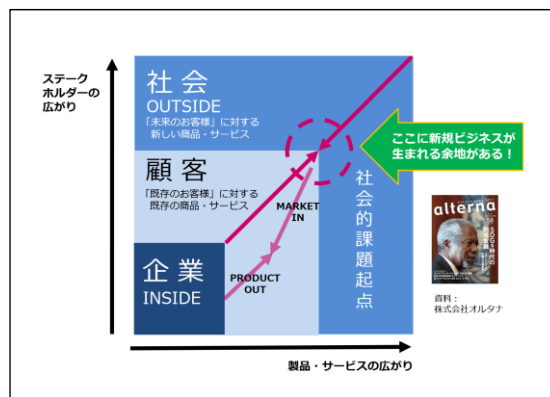 ステーク
ホルダーの
広がり
社会
OUTSIDE
「未来のお客様」に対する
新しい商品・サービス
顧客
「既存のお客様」に対する
既存の商品・サービス
企業
INSIDE
MARKET
IN
PRODUCT
OUT
社会的課題起点
ここに新規ビジネスが
生まれる余地がある！
alterna
資料：
株式会社オルタナ
製品・サービスの広がり